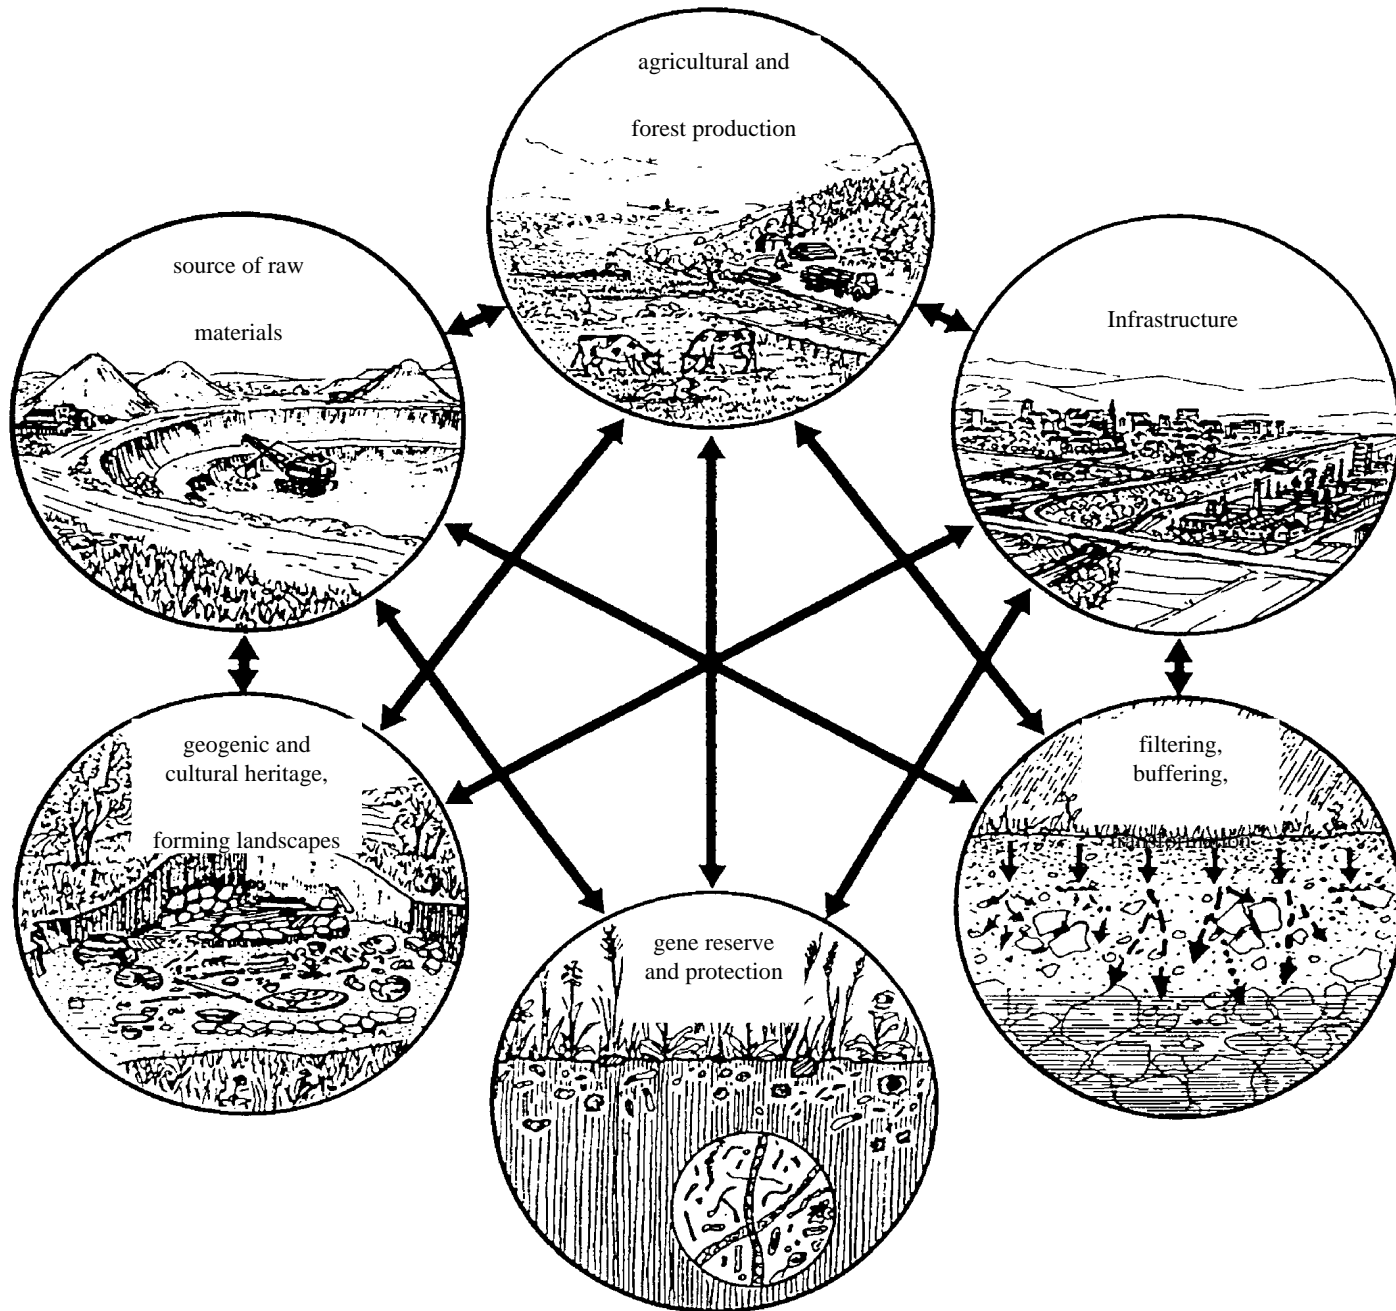 agricultural and
forest production
source of raw
materials
Infrastructure
geogenic and
cultural heritage,
forming landscapes
filtering,
buffering,
transformation
gene reserve
and protection